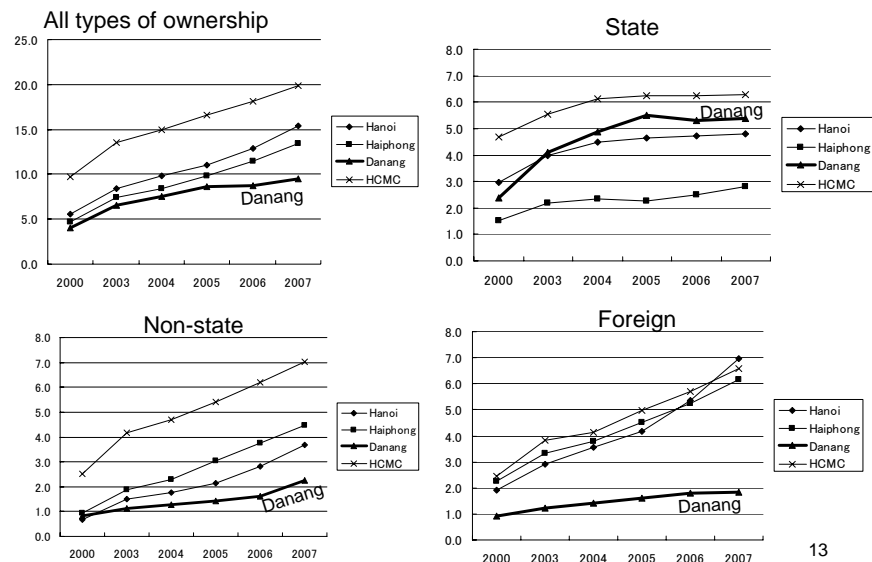 All types of ownership
25.0
20.0
15.0
10.0
5.0
0.0
2000 2003 2004 2005 2006 2007
Danang
Hanoi
Haiphong
Danang
HCMC
State
8.0
7.0
6.0
5.0
4.0
3.0
2.0
1.0
0.0
2000 2003 2004 2005 2006 2007
Danang
Hanoi
Haiphong
Danang
HCMC
Non-state
8.0
7.0
6.0
5.0
4.0
3.0
2.0
1.0
0.0
2000 2003 2004 2005 2006 2007
Danang
Hanoi
Haiphong
Danang
HCMC
Foreign
8.0
7.0
6.0
5.0
4.0
3.0
2.0
1.0
0.0
2000 2003 2004 2005 2006 2007
Danang
Hanoi
Haiphong
Danang
HCMC
13